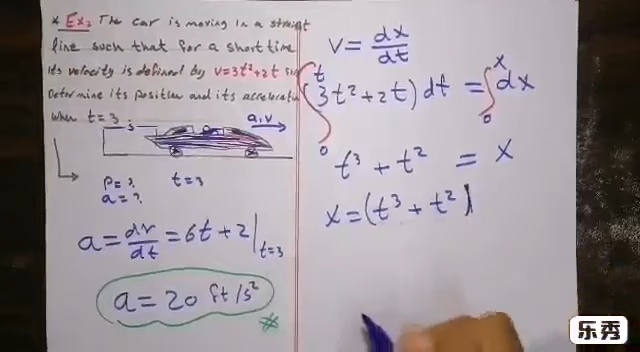 * Ex: The car is moving in a straight
line such that for a short time
its velocity is defined by v=3t²+2t
Determine its position and its acceleration
when t=3
s
a,v
P=?
a=?
t=3
a = dv/dt = 6t + 2 |t=3
a = 20 ft/s²
v = dx/dt
∫₀ᵗ (3t² + 2t) dt = ∫₀ˣ dx
t³ + t² = x
x = (t³ + t²)
乐秀